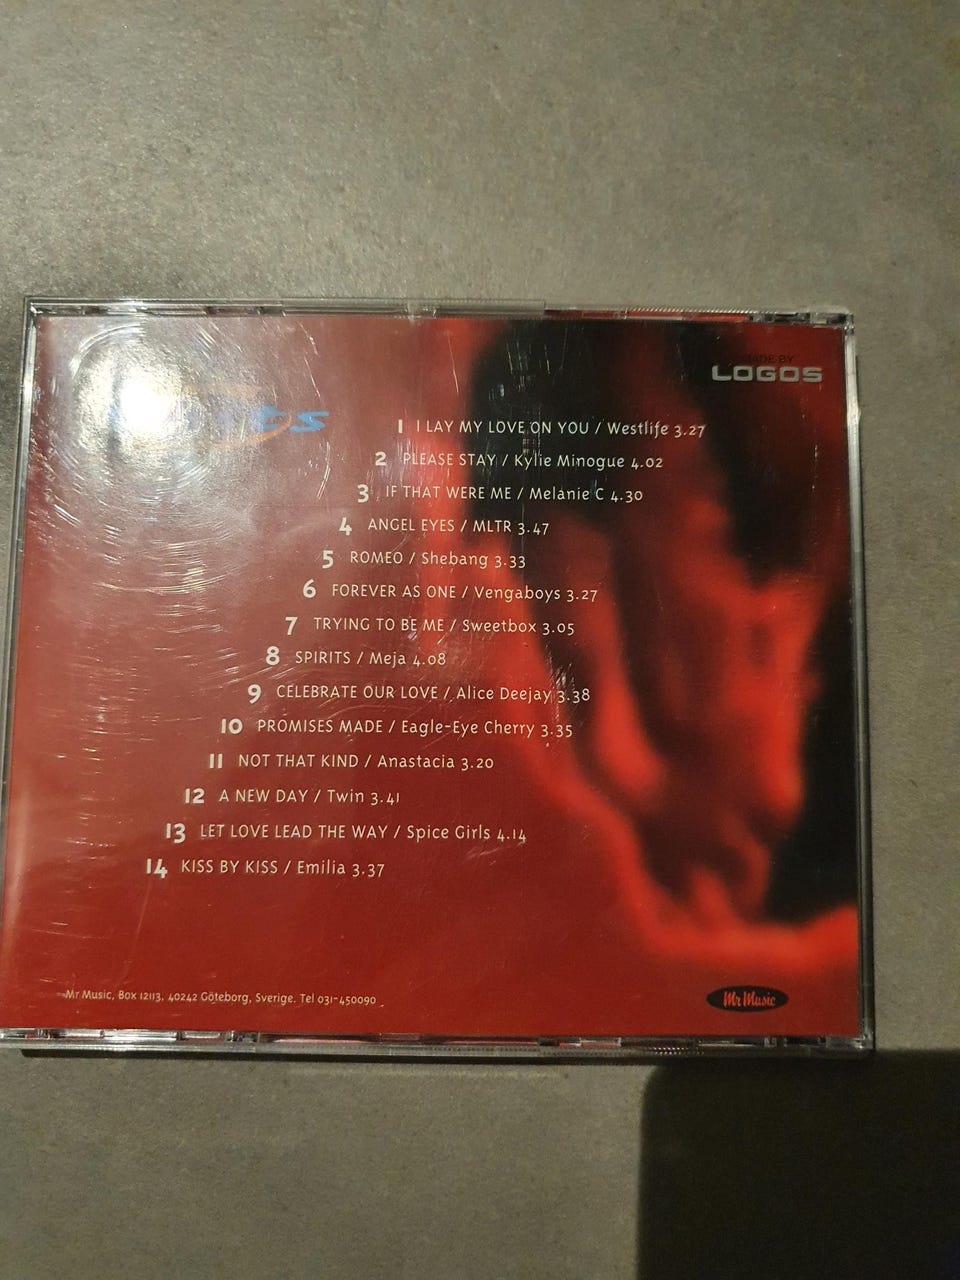 MADE BY
LOGOS
1 I LAY MY LOVE ON YOU / Westlife 3.27
2 PLEASE STAY / Kylie Minogue 4.02
3 IF THAT WERE ME / Melanie C 4.30
4 ANGEL EYES / MLTR 3.47
5 ROMEO / Shebang 3.33
6 FOREVER AS ONE / Vengaboys 3.27
7 TRYING TO BE ME / Sweetbox 3.05
8 SPIRITS / Meja 4.08
9 CELEBRATE OUR LOVE / Alice Deejay 3.38
10 PROMISES MADE / Eagle-Eye Cherry 3.35
11 NOT THAT KIND / Anastacia 3.20
12 A NEW DAY / Twin 3.41
13 LET LOVE LEAD THE WAY / Spice Girls 4.14
14 KISS BY KISS / Emilia 3.37
Mr Music, Box 12113, 40242 Göteborg, Sverige. Tel 031-450090
Mr Music